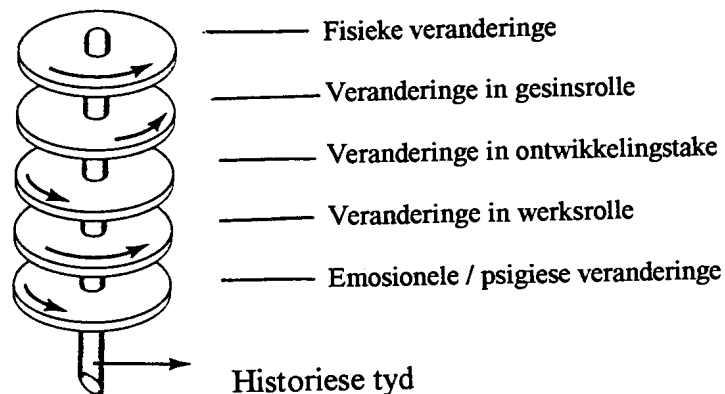 Fisieke veranderinge
Veranderinge in gesinsrolle
Veranderinge in ontwikkelingstake
Veranderinge in werksrolle
Emosionele / psigiese veranderinge
Historiese tyd